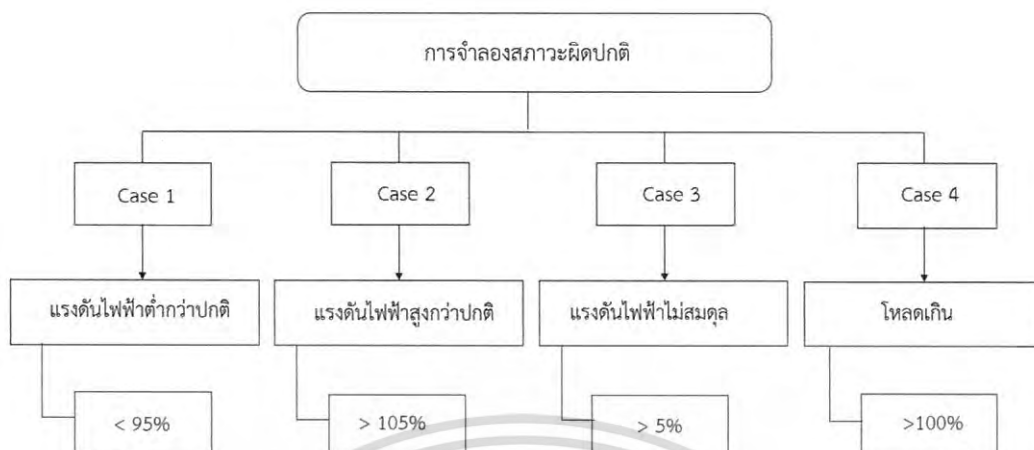 การจำลองสภาวะผิดปกติ
Case 1
Case 2
Case 3
Case 4
แรงดันไฟฟ้าต่ำกว่าปกติ
แรงดันไฟฟ้าสูงกว่าปกติ
แรงดันไฟฟ้าไม่สมดุล
โหลดเกิน
< 95%
> 105%
> 5%
>100%